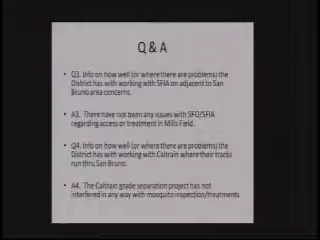 Q & A
• Q3. Info on how well (or where there are problems) the
District has with working with SFIA on adjacent to San
Bruno area concerns.
• A3. There have not been any issues with SFO/SFIA
regarding access or treatment in Mills Field.
• Q4. Info on how well (or where there are problems) the
District has with working with Caltrain where their tracks
run thru San Bruno.
• A4. The Caltrain grade separation project has not
interfered in any way with mosquito inspection/treatments